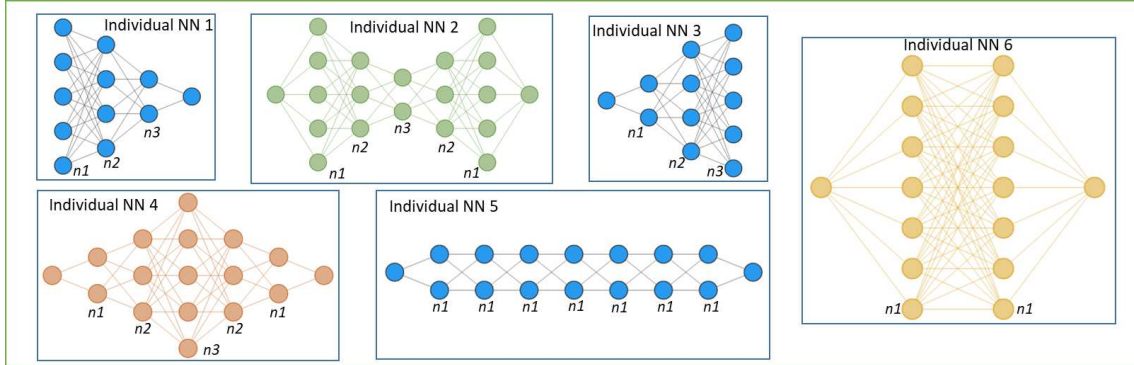 Individual NN 1
n1
n2
n3
Individual NN 2
n1
n2
n3
n2
n1
Individual NN 3
n1
n2
n3
Individual NN 6
n1
n1
Individual NN 4
n1
n2
n3
n2
n1
Individual NN 5
n1 n1 n1 n1 n1 n1 n1